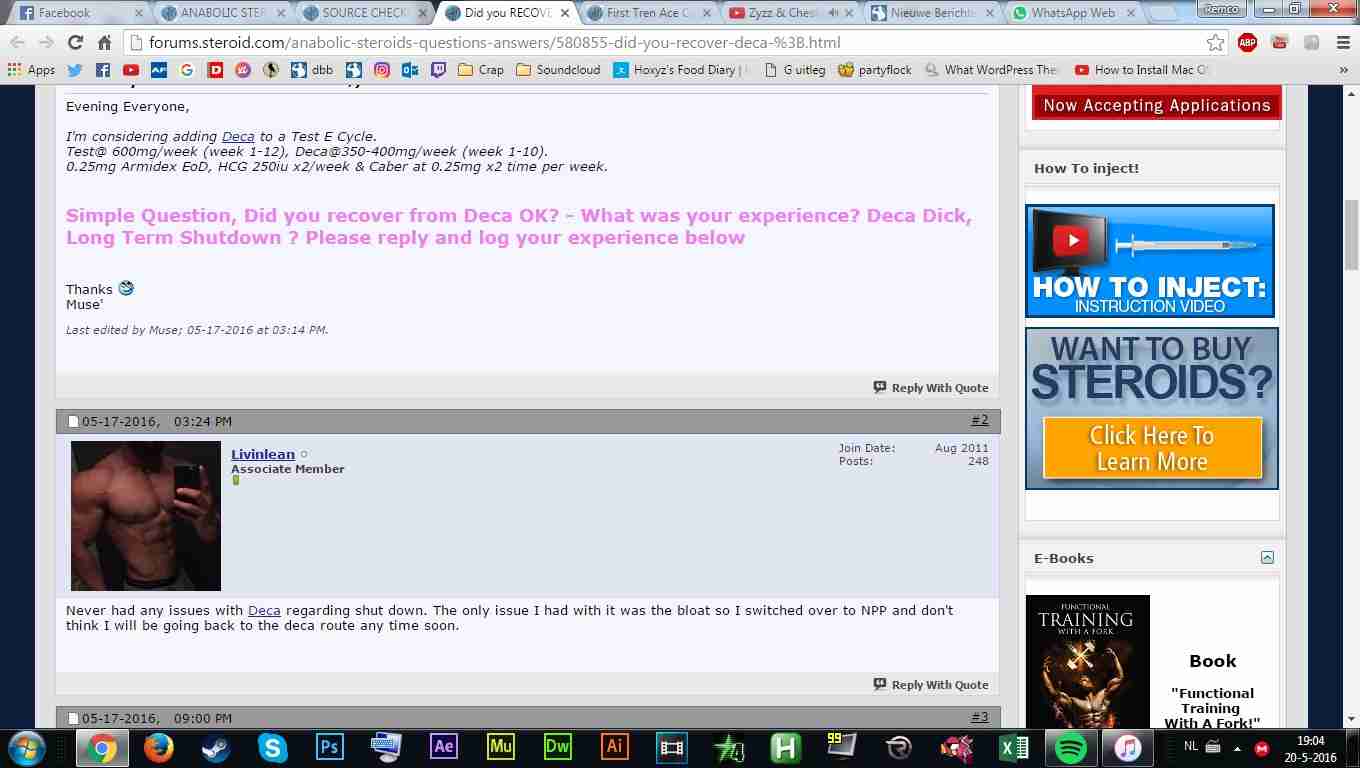 Facebook
ANABOLIC STER
SOURCE CHECK
Did you RECOVE
First Tren Ace C
Zyzz & Chest
Nieuwe Berichte
WhatsApp Web
Remco
forums.steroid.com/anabolic-steroids-questions-answers/580855-did-you-recover-deca-%3B.html
ABP
Apps
dbb
Crap
Soundcloud
Hoxyz's Food Diary |
G uitleg
partyflock
What WordPress The
How to Install Mac O
»
Evening Everyone,
I'm considering adding Deca to a Test E Cycle.
Test@ 600mg/week (week 1-12), Deca@350-400mg/week (week 1-10).
0.25mg Armidex EoD, HCG 250iu x2/week & Caber at 0.25mg x2 time per week.
Simple Question, Did you recover from Deca OK? - What was your experience? Deca Dick,
Long Term Shutdown ? Please reply and log your experience below
Thanks
Muse'
Last edited by Muse; 05-17-2016 at 03:14 PM.
Reply With Quote
05-17-2016, 03:24 PM
#2
Livinlean
Associate Member
Join Date: Aug 2011
Posts: 248
Never had any issues with Deca regarding shut down. The only issue I had with it was the bloat so I switched over to NPP and don't
think I will be going back to the deca route any time soon.
Reply With Quote
05-17-2016, 09:00 PM
#3
Now Accepting Applications
How To inject!
HOW TO INJECT:
INSTRUCTION VIDEO
WANT TO BUY
STEROIDS?
Click Here To
Learn More
E-Books
FUNCTIONAL
TRAINING
WITH A FORK
Book
"Functional
Training
With A Fork!"
Ps
Ae
Mu
Dw
Ai
99
NL
19:04
20-5-2016